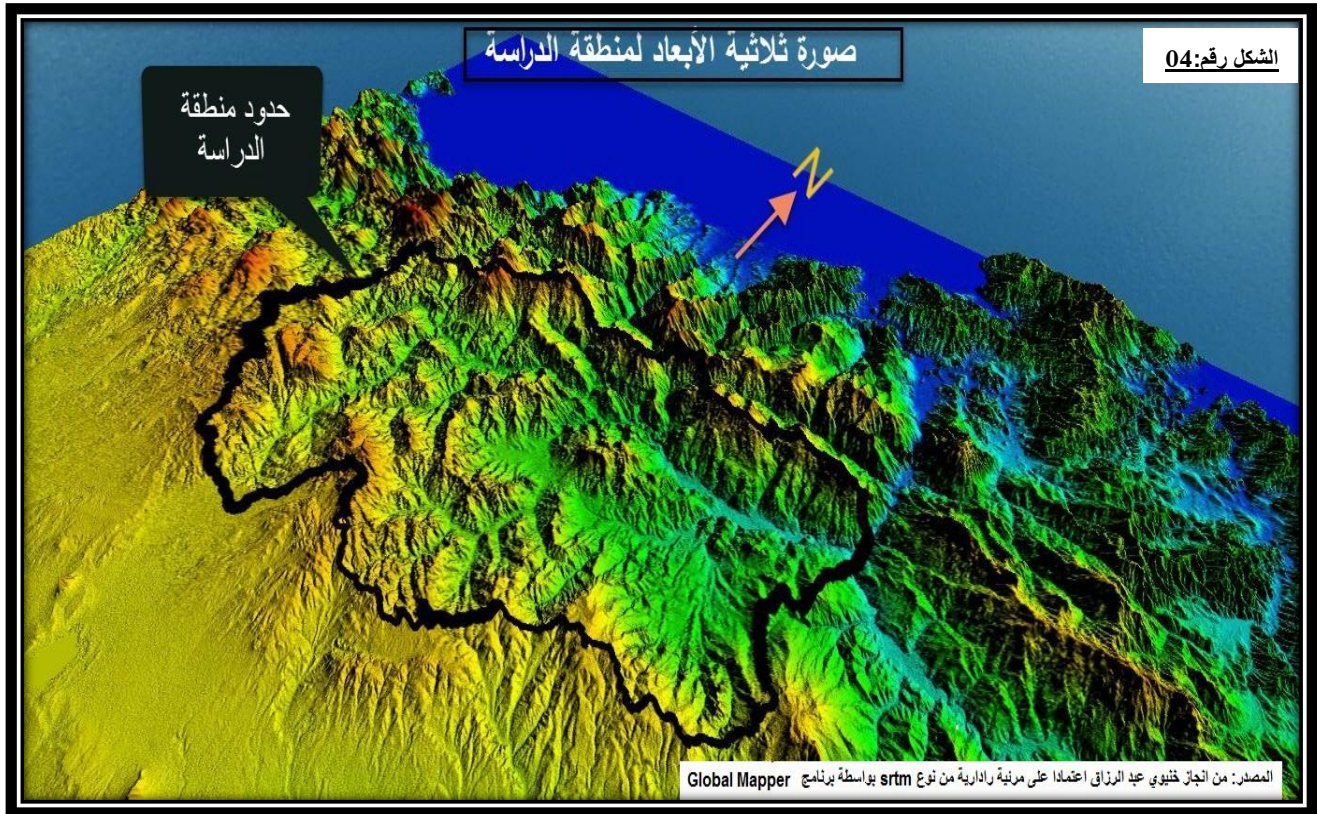 الشكل رقم:04
صورة ثلاثية الأبعاد لمنطقة الدراسة
حدود منطقة
الدراسة
N
المصدر: من انجاز خنيوي عبد الرزاق اعتمادا على مرئية رادارية من نوع srtm بواسطة برنامج Global Mapper